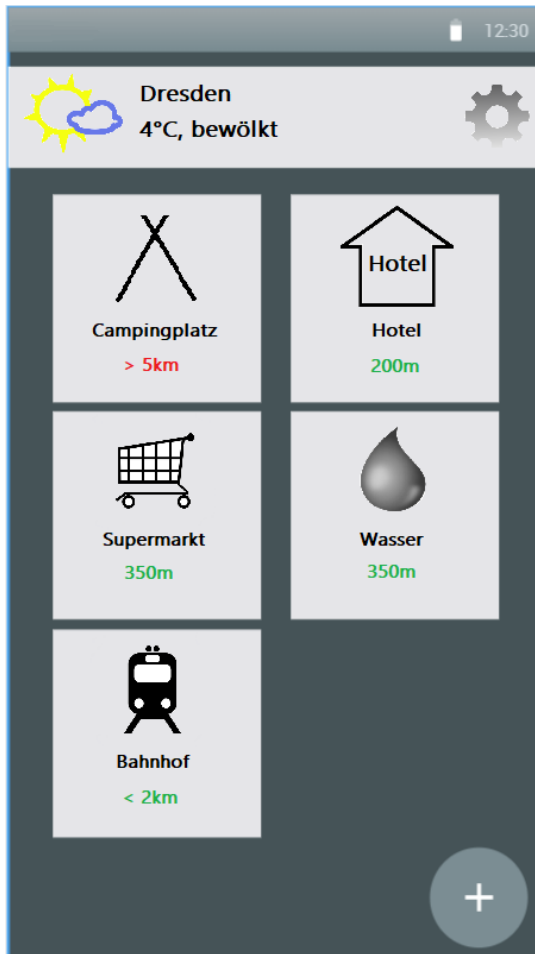 12:30
Dresden
4°C, bewölkt
Hotel
Campingplatz
> 5km
Hotel
200m
Supermarkt
350m
Wasser
350m
Bahnhof
< 2km
+